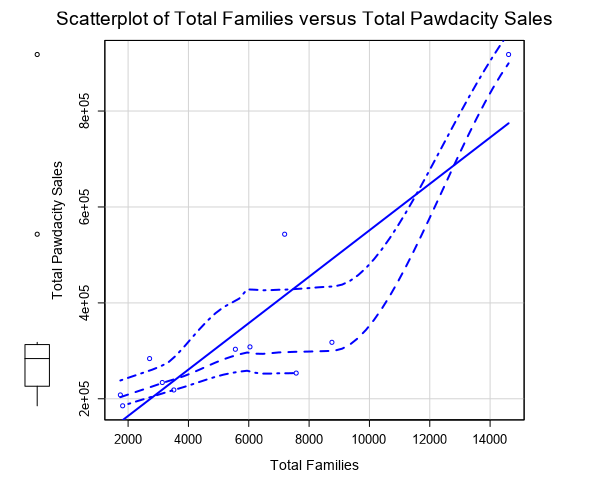 Scatterplot of Total Families versus Total Pawdacity Sales
Total Pawdacity Sales
8e+05
6e+05
4e+05
2e+05
2000 4000 6000 8000 10000 12000 14000
Total Families